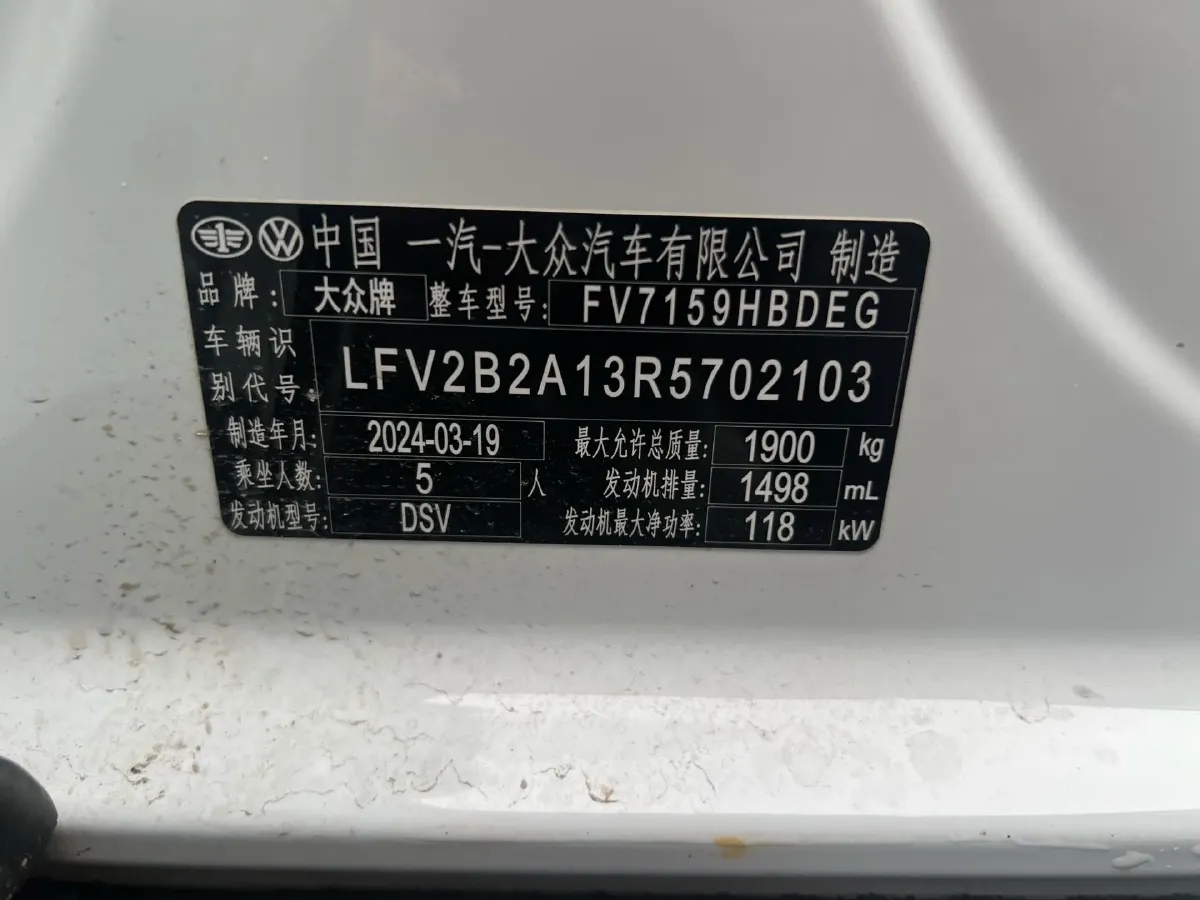 中国 一汽-大众汽车有限公司 制造
品牌: 大众牌 整车型号: FV7159HBDEG
车辆识别代号: LFV2B2A13R5702103
制造年月: 2024-03-19 最大允许总质量: 1900 kg
乘坐人数: 5 人 发动机排量: 1498 mL
发动机型号: DSV 发动机最大净功率: 118 kW